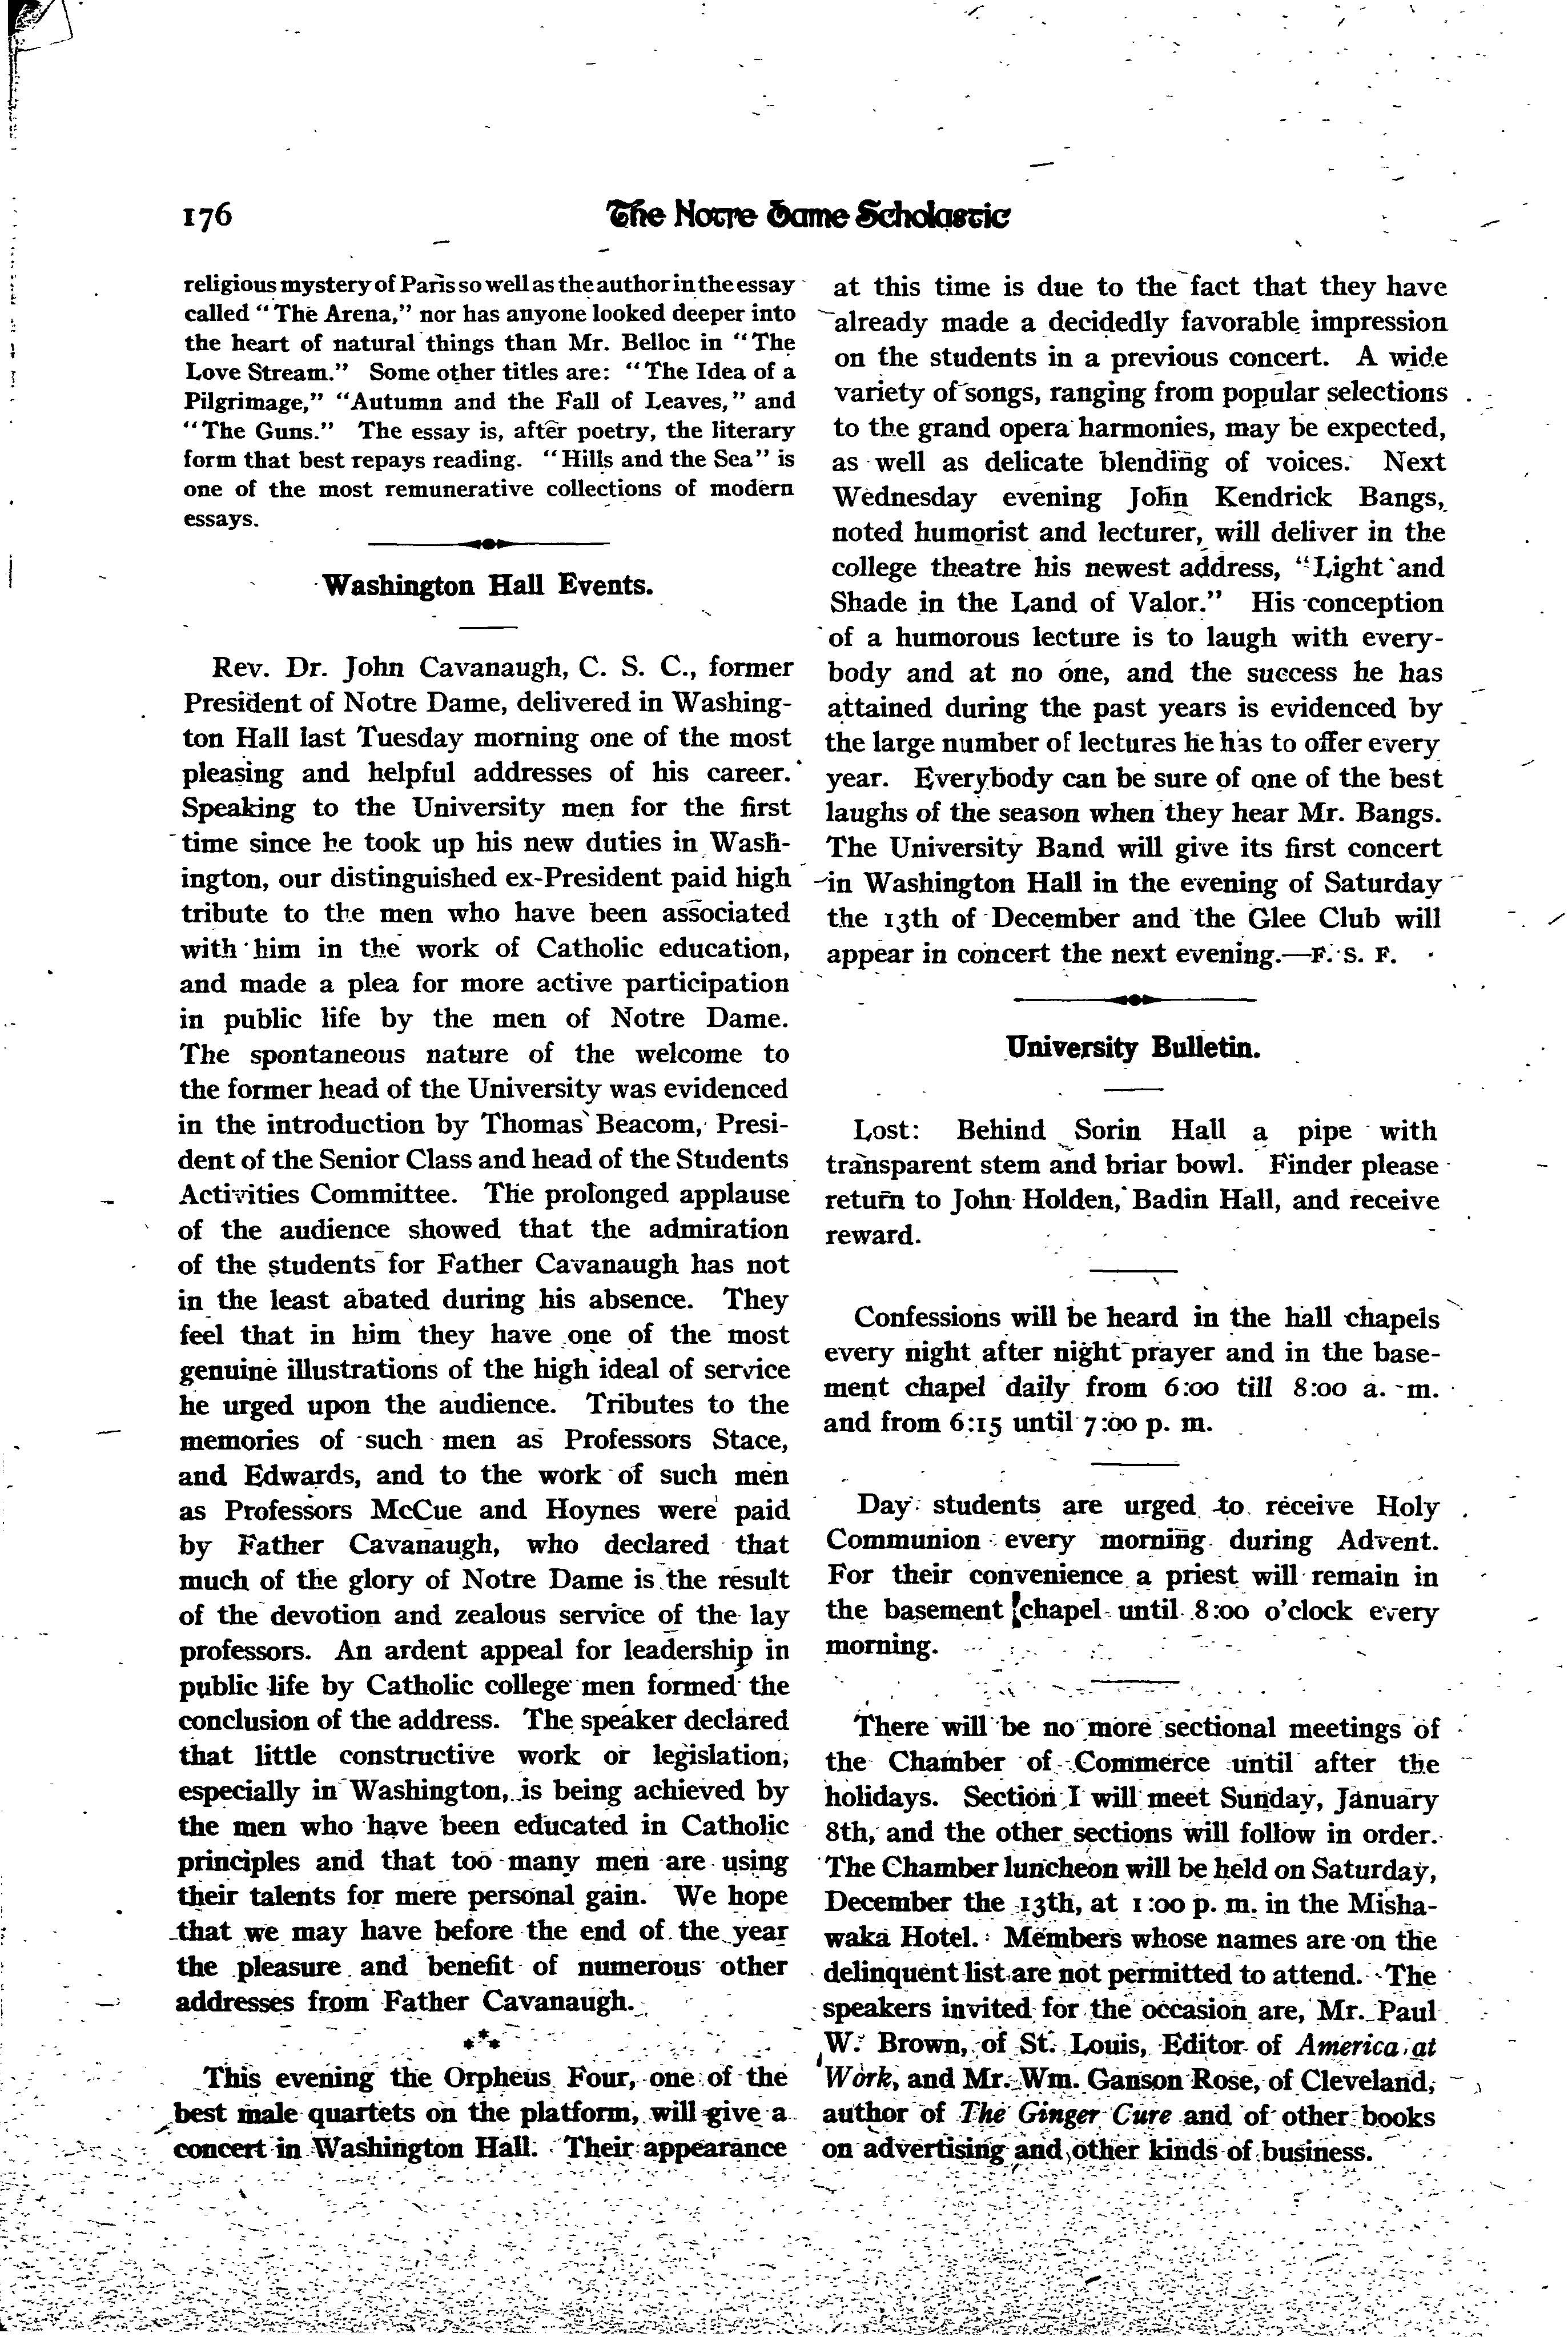 176
The Notre Dame Scholastic
religious mystery of Paris so well as the author in the essay
called "The Arena," nor has anyone looked deeper into
the heart of natural things than Mr. Belloc in "The
Love Stream." Some other titles are: "The Idea of a
Pilgrimage," "Autumn and the Fall of Leaves," and
"The Guns." The essay is, after poetry, the literary
form that best repays reading. "Hills and the Sea" is
one of the most remunerative collections of modern
essays.
Washington Hall Events.
Rev. Dr. John Cavanaugh, C. S. C., former
President of Notre Dame, delivered in Washing-
ton Hall last Tuesday morning one of the most
pleasing and helpful addresses of his career.
Speaking to the University men for the first
time since he took up his new duties in Wash-
ington, our distinguished ex-President paid high
tribute to the men who have been associated
with him in the work of Catholic education,
and made a plea for more active participation
in public life by the men of Notre Dame.
The spontaneous nature of the welcome to
the former head of the University was evidenced
in the introduction by Thomas Beacom, Presi-
dent of the Senior Class and head of the Students
Activities Committee. The prolonged applause
of the audience showed that the admiration
of the students for Father Cavanaugh has not
in the least abated during his absence. They
feel that in him they have one of the most
genuine illustrations of the high ideal of service
he urged upon the audience. Tributes to the
memories of such men as Professors Stace,
and Edwards, and to the work of such men
as Professors McCue and Hoynes were paid
by Father Cavanaugh, who declared that
much of the glory of Notre Dame is the result
of the devotion and zealous service of the lay
professors. An ardent appeal for leadership in
public life by Catholic college men formed the
conclusion of the address. The speaker declared
that little constructive work or legislation,
especially in Washington, is being achieved by
the men who have been educated in Catholic
principles and that too many men are using
their talents for mere personal gain. We hope
that we may have before the end of the year
the pleasure and benefit of numerous other
addresses from Father Cavanaugh.
***
This evening the Orpheus Four, one of the
best male quartets on the platform, will give a
concert in Washington Hall. Their appearance
at this time is due to the fact that they have
already made a decidedly favorable impression
on the students in a previous concert. A wide
variety of songs, ranging from popular selections
to the grand opera harmonies, may be expected,
as well as delicate blending of voices. Next
Wednesday evening John Kendrick Bangs,
noted humorist and lecturer, will deliver in the
college theatre his newest address, "Light and
Shade in the Land of Valor." His conception
of a humorous lecture is to laugh with every-
body and at no one, and the success he has
attained during the past years is evidenced by
the large number of lectures he has to offer every
year. Everybody can be sure of one of the best
laughs of the season when they hear Mr. Bangs.
The University Band will give its first concert
in Washington Hall in the evening of Saturday
the 13th of December and the Glee Club will
appear in concert the next evening.—F. S. F.
University Bulletin.
Lost: Behind Sorin Hall a pipe with
transparent stem and briar bowl. Finder please
return to John Holden, Badin Hall, and receive
reward.
Confessions will be heard in the hall chapels
every night after night prayer and in the base-
ment chapel daily from 6:00 till 8:00 a. m.
and from 6:15 until 7:00 p. m.
Day students are urged to receive Holy
Communion every morning during Advent.
For their convenience a priest will remain in
the basement chapel until 8:00 o'clock every
morning.
There will be no more sectional meetings of
the Chamber of Commerce until after the
holidays. Section I will meet Sunday, January
8th, and the other sections will follow in order.
The Chamber luncheon will be held on Saturday,
December the 13th, at 1:00 p. m. in the Misha-
waka Hotel. Members whose names are on the
delinquent list are not permitted to attend. The
speakers invited for the occasion are, Mr. Paul
W. Brown, of St. Louis, Editor of America at
Work, and Mr. Wm. Ganson Rose, of Cleveland,
author of The Ginger Cure and of other books
on advertising and other kinds of business.